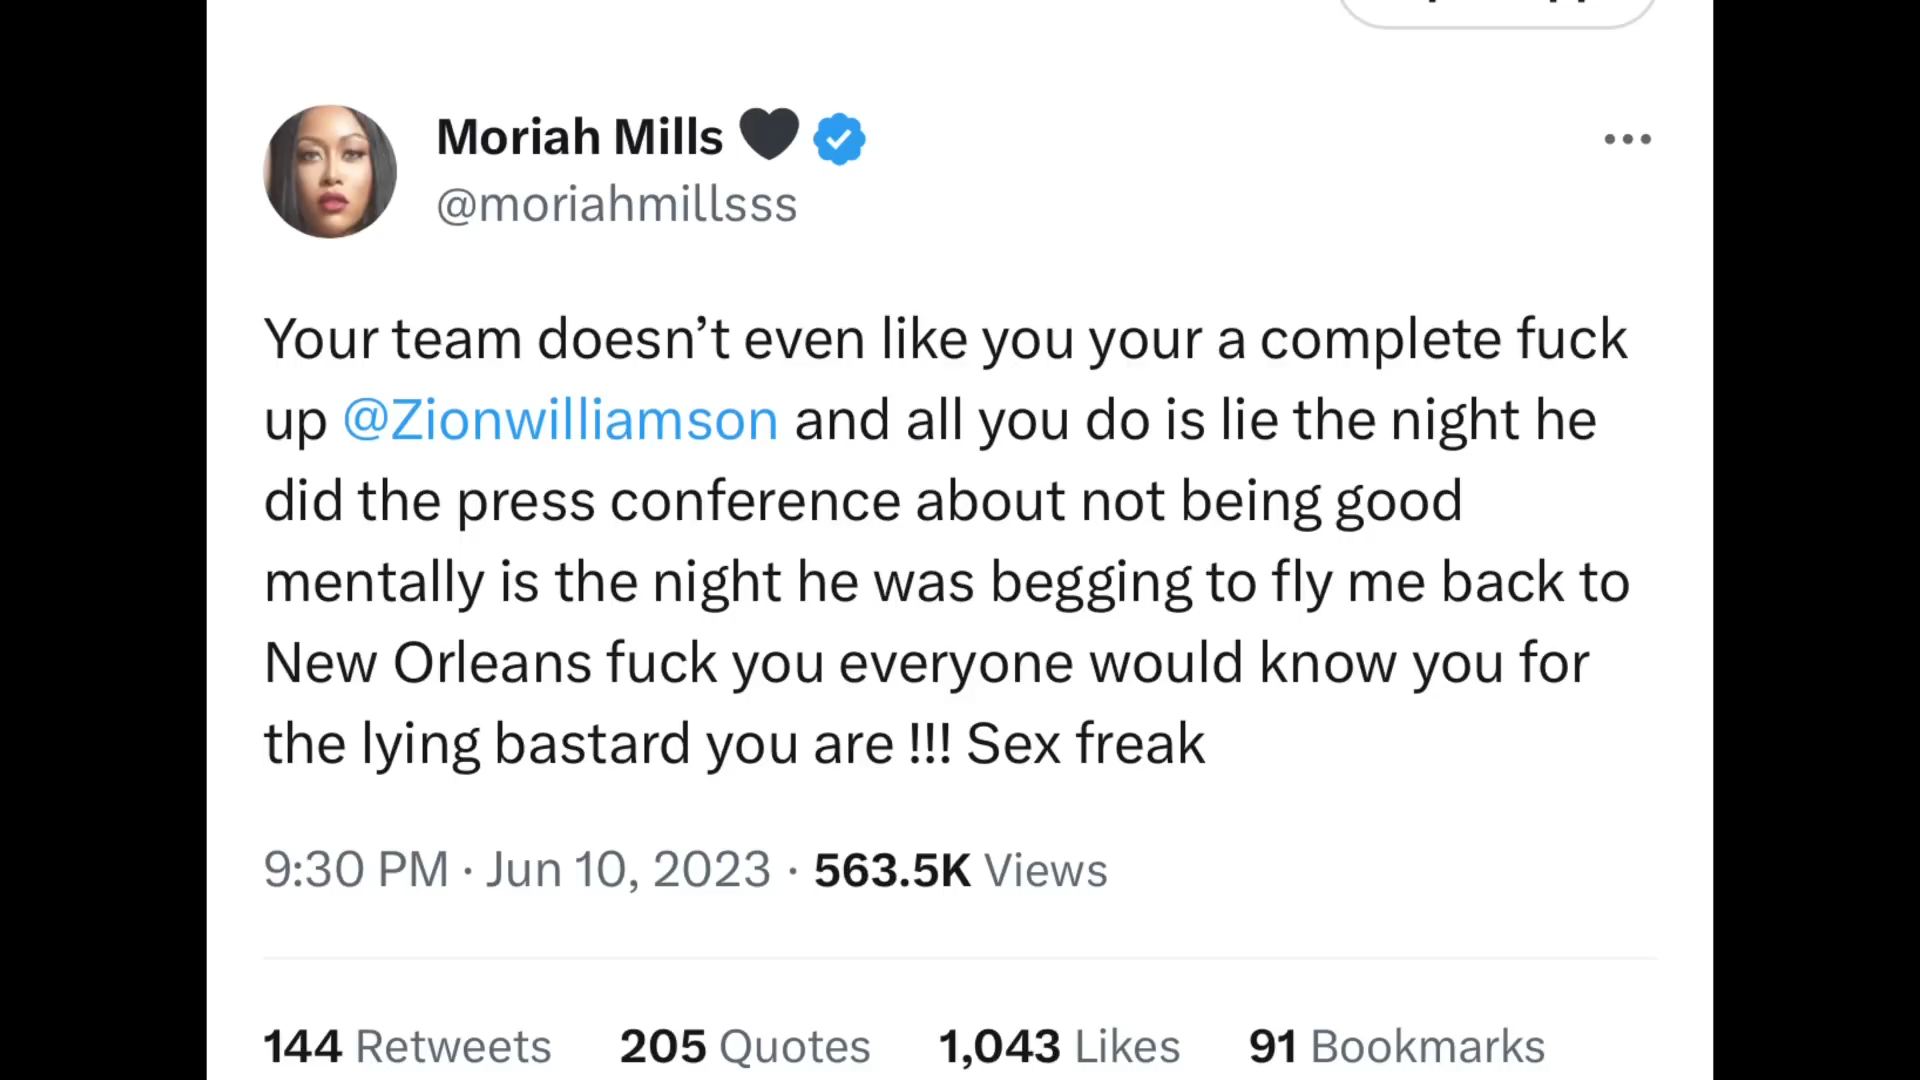 Moriah Mills 🖤
@moriahmillsss
Your team doesn’t even like you your a complete fuck
up @Zionwilliamson and all you do is lie the night he
did the press conference about not being good
mentally is the night he was begging to fly me back to
New Orleans fuck you everyone would know you for
the lying bastard you are !!! Sex freak
9:30 PM · Jun 10, 2023 · 563.5K Views
144 Retweets 205 Quotes 1,043 Likes 91 Bookmarks